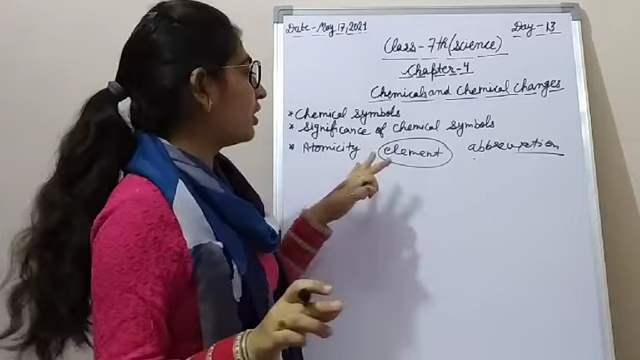 Date - May 17, 2021
Day - 13
Class - 7th (science)
Chapter - 4
Chemicals and Chemical Changes
* Chemical symbols
* Significance of Chemical Symbols
* Atomicity element abbreviation